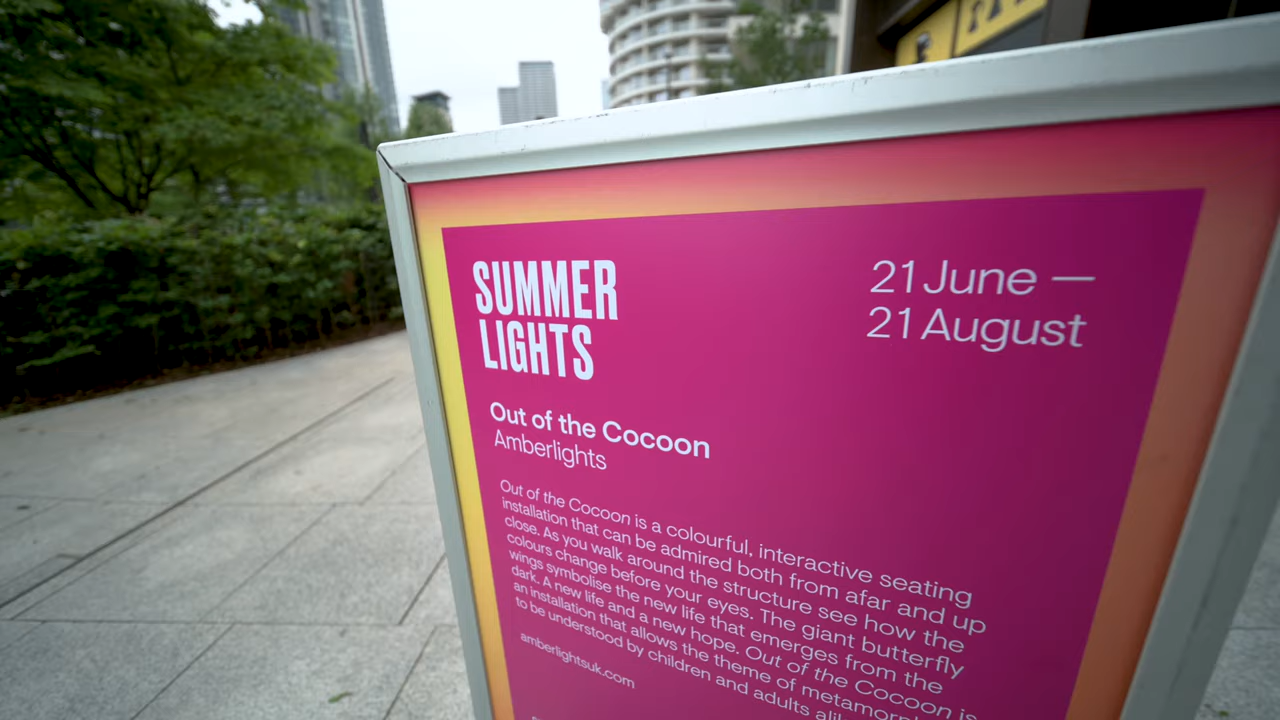 SUMMER
LIGHTS
21 June —
21 August
Out of the Cocoon
Amberlights
Out of the Cocoon is a colourful, interactive seating
installation that can be admired both from afar and up
close. As you walk around the structure see how the
colours change before your eyes. The giant butterfly
wings symbolise the new life that emerges from the
dark. A new life and a new hope. Out of the Cocoon is
an installation that allows the theme of
to be understood by children and adults
amberlightsuk.com